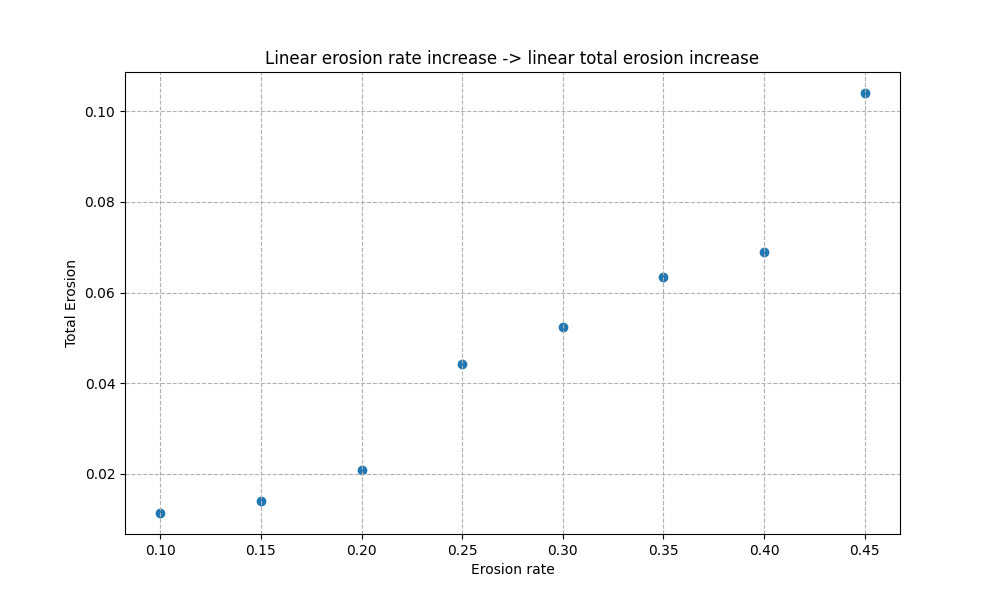 Linear erosion rate increase -> linear total erosion increase
0.10
0.08
0.06
0.04
0.02
Total Erosion
0.10 0.15 0.20 0.25 0.30 0.35 0.40 0.45
Erosion rate